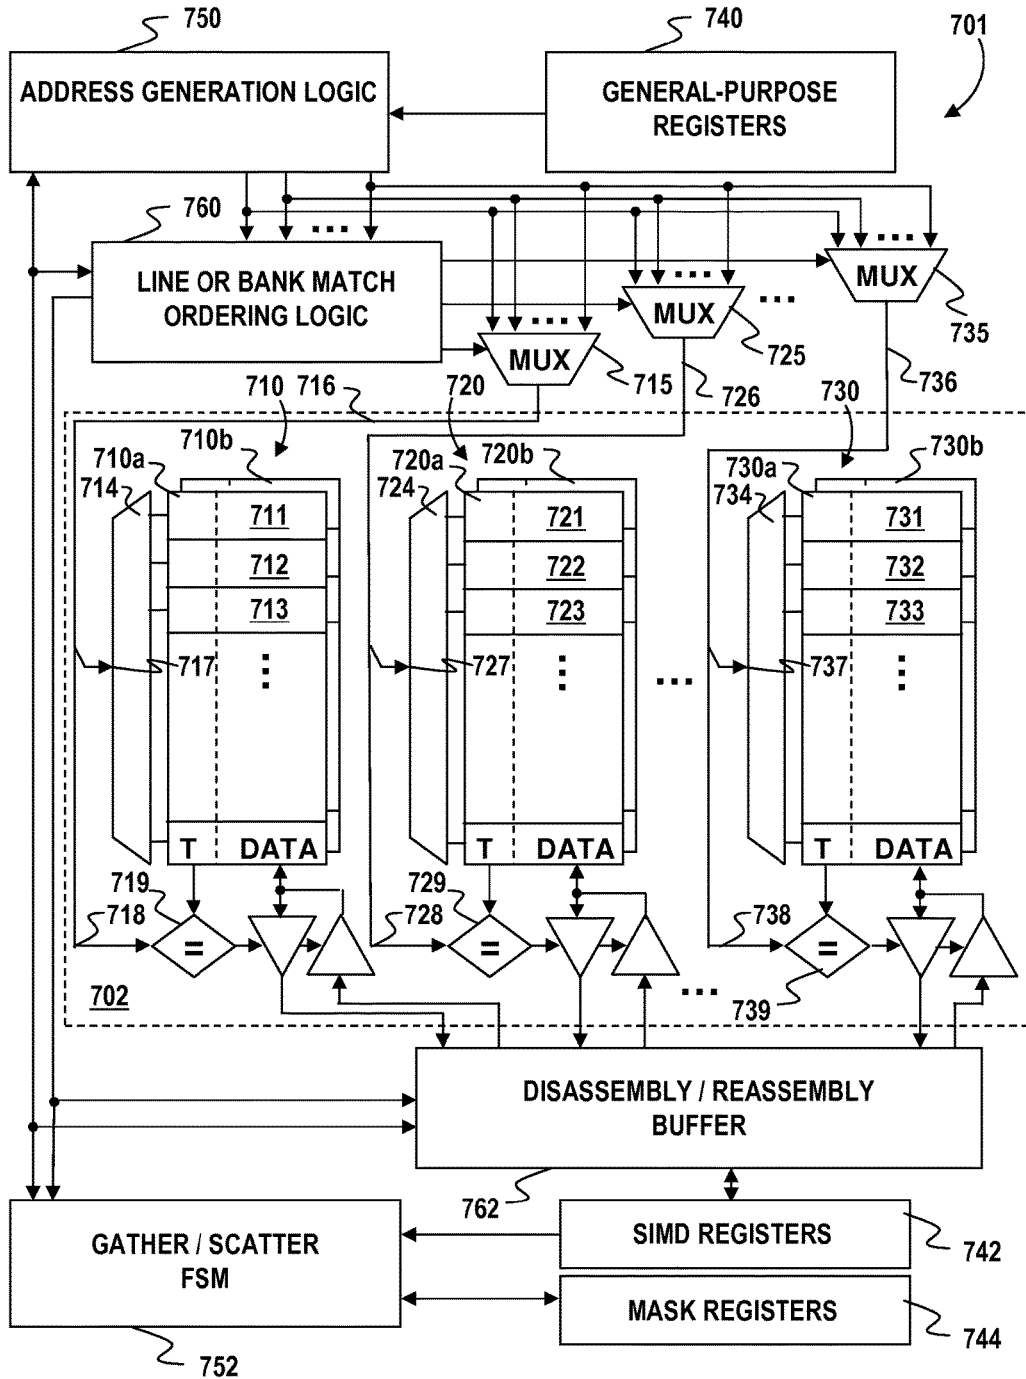 750
740
701
ADDRESS GENERATION LOGIC
GENERAL-PURPOSE
REGISTERS
760
LINE OR BANK MATCH
ORDERING LOGIC
MUX
MUX
MUX
735
725
715
716
710
720
726
736
730
710b
720b
730b
710a
720a
730a
714
724
734
711
721
731
712
722
732
713
723
733
717
727
737
T DATA
T DATA
T DATA
719
729
718
728
738
=
=
=
702
739
DISASSEMBLY / REASSEMBLY
BUFFER
762
GATHER / SCATTER
FSM
SIMD REGISTERS
742
MASK REGISTERS
744
752